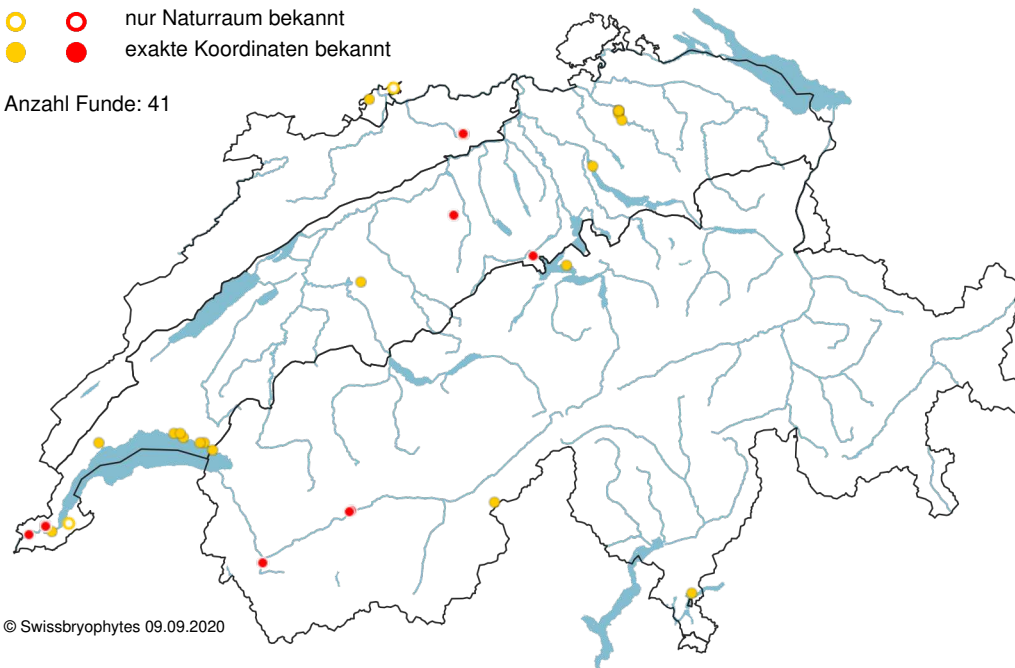 nur Naturraum bekannt
exakte Koordinaten bekannt
Anzahl Funde: 41
© Swissbryophytes 09.09.2020